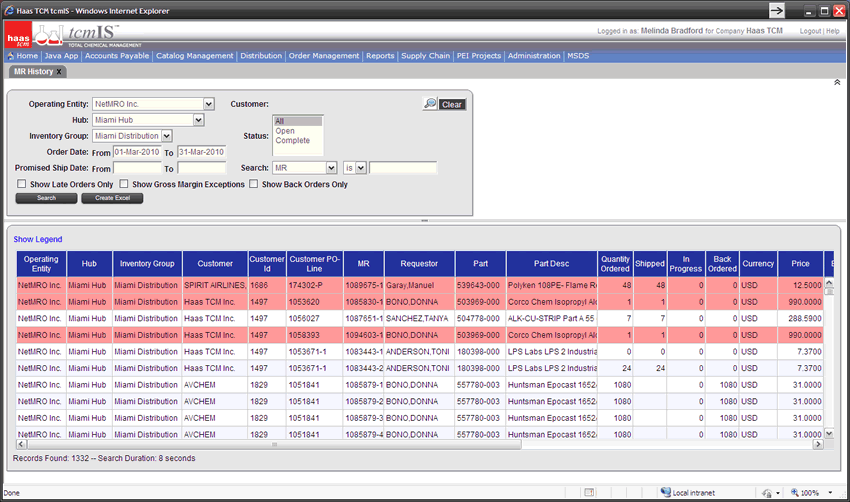 Haas TCM tcmIS - Windows Internet Explorer
haas tcm
tcmIS
TOTAL CHEMICAL MANAGEMENT
Logged in as: Melinda Bradford for Company Haas TCM
Logout | Help
Home | Java App | Accounts Payable | Catalog Management | Distribution | Order Management | Reports | Supply Chain | PEI Projects | Administration | MSDS
MR History X
Operating Entity: NetMRO Inc. Customer: Clear
Hub: Miami Hub
Inventory Group: Miami Distribution Status: All Open Complete
Order Date: From 01-Mar-2010 To 31-Mar-2010
Promised Ship Date: From To Search: MR is
Show Late Orders Only Show Gross Margin Exceptions Show Back Orders Only
Search Create Excel
Show Legend
Operating Entity Hub Inventory Group Customer Customer Id Customer PO-Line MR Requestor Part Part Desc Quantity Ordered Shipped In Progress Back Ordered Currency Price
NetMRO Inc. Miami Hub Miami Distribution SPIRIT AIRLINES, 1686 174302-P 1089675-1 Garay,Manuel 539643-000 Polyken 108PE- Flame R 48 48 0 0 USD 12.5000
NetMRO Inc. Miami Hub Miami Distribution Haas TCM Inc. 1497 1053620 1085830-1 BONO,DONNA 503969-000 Corco Chem Isopropyl Al 1 1 0 0 USD 990.0000
NetMRO Inc. Miami Hub Miami Distribution Haas TCM Inc. 1497 1056027 1087651-1 SANCHEZ,TANYA 504778-000 ALK-CU-STRIP Part A 55 7 7 0 0 USD 288.5900
NetMRO Inc. Miami Hub Miami Distribution Haas TCM Inc. 1497 1058393 1094603-1 BONO,DONNA 503969-000 Corco Chem Isopropyl Al 1 1 0 0 USD 990.0000
NetMRO Inc. Miami Hub Miami Distribution Haas TCM Inc. 1497 1053671-1 1083443-1 ANDERSON,TONI 180398-000 LPS Labs LPS 2 Industria 0 0 0 0 USD 7.3700
NetMRO Inc. Miami Hub Miami Distribution Haas TCM Inc. 1497 1053671-1 1083443-2 ANDERSON,TONI 180398-000 LPS Labs LPS 2 Industria 24 24 0 0 USD 7.3700
NetMRO Inc. Miami Hub Miami Distribution AVCHEM 1829 1051841 1085879-1 BONO,DONNA 557780-003 Huntsman Epocast 1652 1080 0 1080 USD 31.0000
NetMRO Inc. Miami Hub Miami Distribution AVCHEM 1829 1051841 1085879-2 BONO,DONNA 557780-003 Huntsman Epocast 1652 1080 0 1080 USD 31.0000
NetMRO Inc. Miami Hub Miami Distribution AVCHEM 1829 1051841 1085879-3 BONO,DONNA 557780-003 Huntsman Epocast 1652 1080 0 1080 USD 31.0000
NetMRO Inc. Miami Hub Miami Distribution AVCHEM 1829 1051841 1085879-4 BONO,DONNA 557780-003 Huntsman Epocast 1652 1080 0 1080 USD 31.0000
Records Found: 1332 -- Search Duration: 8 seconds
Done Local intranet 100%